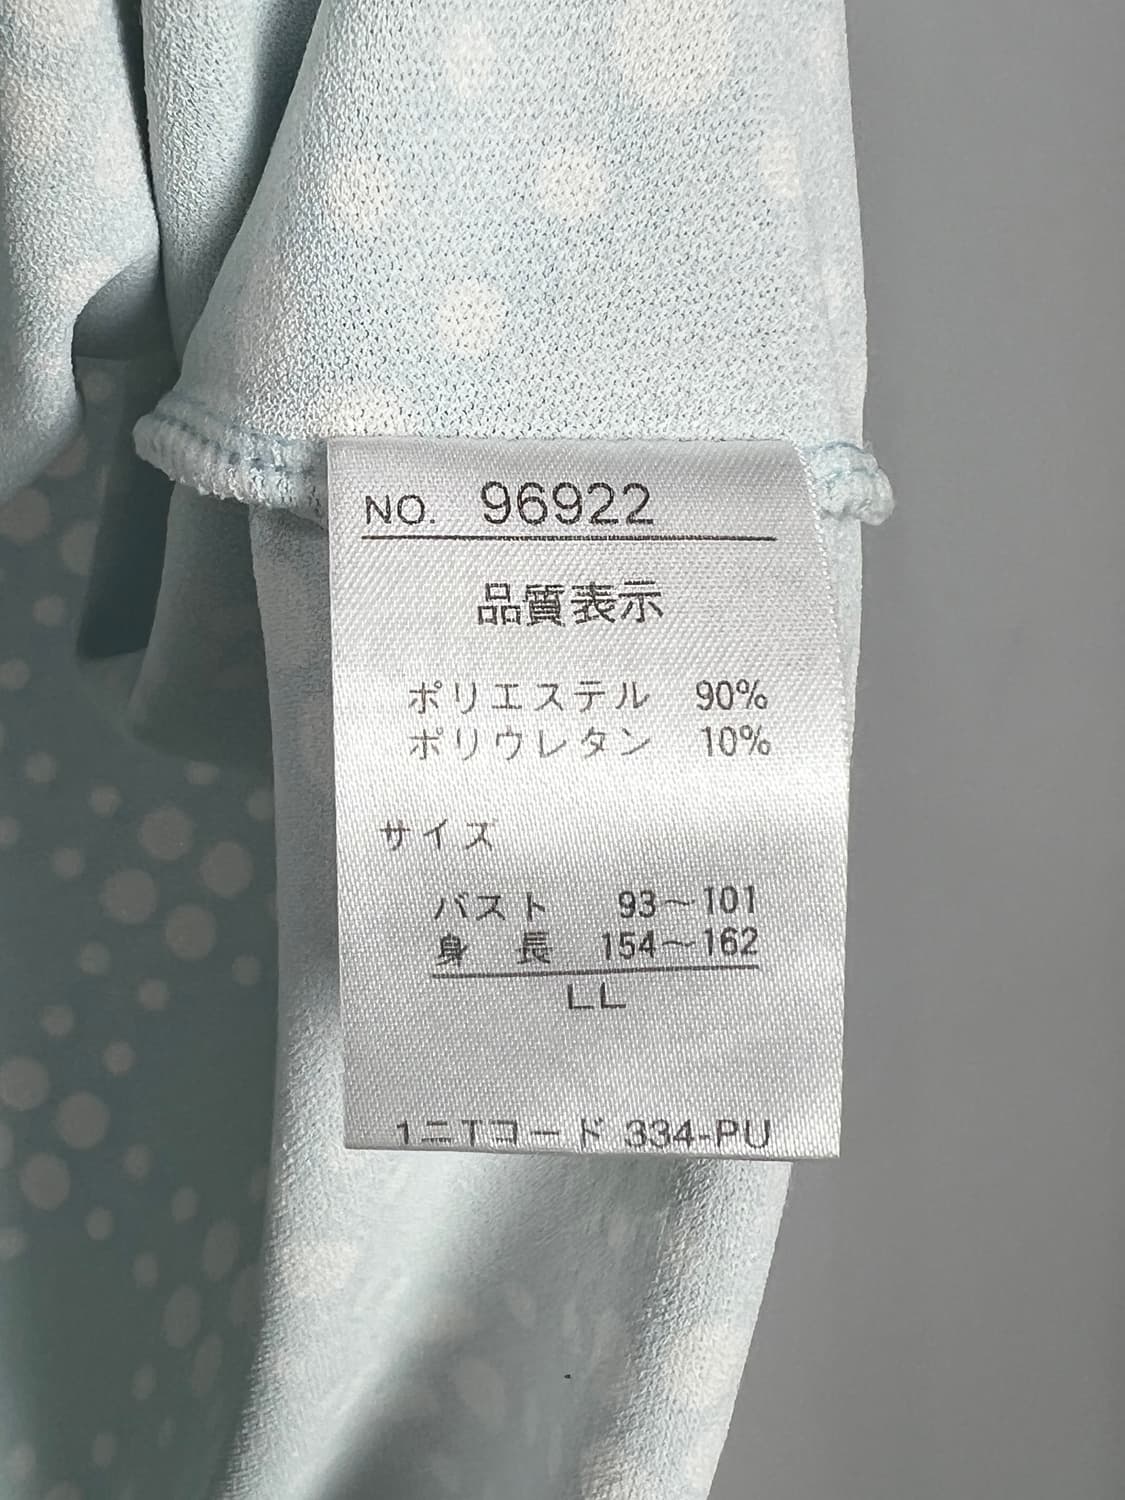 NO. 96922
品質表示
ポリエステル 90%
ポリウレタン 10%
サイズ
バスト 93~101
身 長 154~162
LL
1ニTコード 334-PU